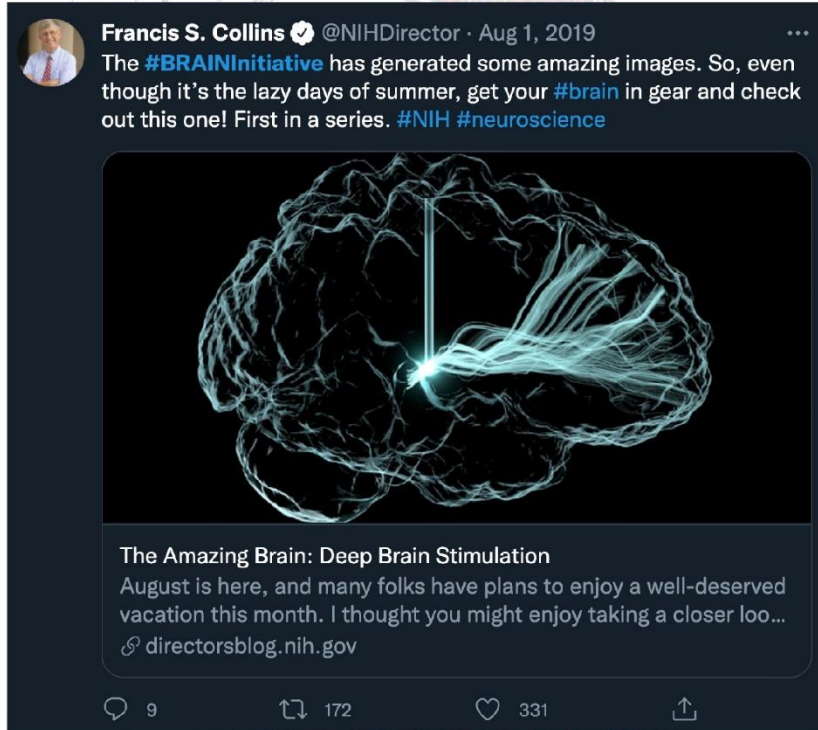 Francis S. Collins @NIHDirector · Aug 1, 2019
The #BRAINInitiative has generated some amazing images. So, even
though it's the lazy days of summer, get your #brain in gear and check
out this one! First in a series. #NIH #neuroscience
The Amazing Brain: Deep Brain Stimulation
August is here, and many folks have plans to enjoy a well-deserved
vacation this month. I thought you might enjoy taking a closer loo...
directorsblog.nih.gov
9 172 331